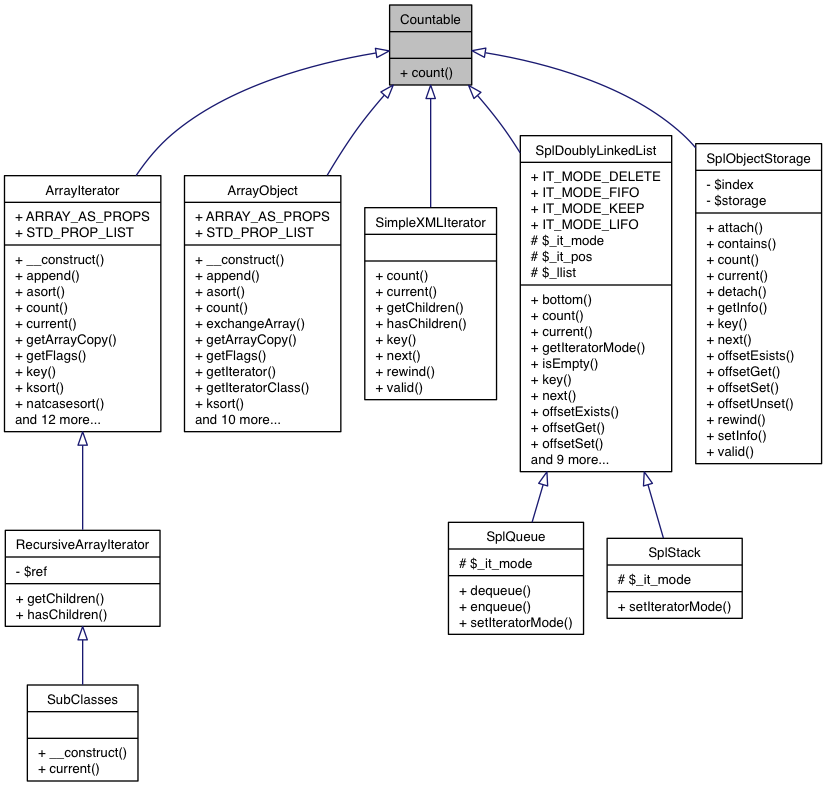 Countable
+ count()
ArrayIterator
+ ARRAY_AS_PROPS
+ STD_PROP_LIST
+ __construct()
+ append()
+ asort()
+ count()
+ current()
+ getArrayCopy()
+ getFlags()
+ key()
+ ksort()
+ natcasesort()
and 12 more...
ArrayObject
+ ARRAY_AS_PROPS
+ STD_PROP_LIST
+ __construct()
+ append()
+ asort()
+ count()
+ exchangeArray()
+ getArrayCopy()
+ getFlags()
+ getIterator()
+ getIteratorClass()
+ ksort()
and 10 more...
SimpleXMLIterator
+ count()
+ current()
+ getChildren()
+ hasChildren()
+ key()
+ next()
+ rewind()
+ valid()
SplDoublyLinkedList
+ IT_MODE_DELETE
+ IT_MODE_FIFO
+ IT_MODE_KEEP
+ IT_MODE_LIFO
# $_it_mode
# $_it_pos
# $_llist
+ bottom()
+ count()
+ current()
+ getIteratorMode()
+ isEmpty()
+ key()
+ next()
+ offsetExists()
+ offsetGet()
+ offsetSet()
and 9 more...
SplObjectStorage
- $index
- $storage
+ attach()
+ contains()
+ count()
+ current()
+ detach()
+ getInfo()
+ key()
+ next()
+ offsetEsists()
+ offsetGet()
+ offsetSet()
+ offsetUnset()
+ rewind()
+ setInfo()
+ valid()
RecursiveArrayIterator
- $ref
+ getChildren()
+ hasChildren()
SplQueue
# $_it_mode
+ dequeue()
+ enqueue()
+ setIteratorMode()
SplStack
# $_it_mode
+ setIteratorMode()
SubClasses
+ __construct()
+ current()